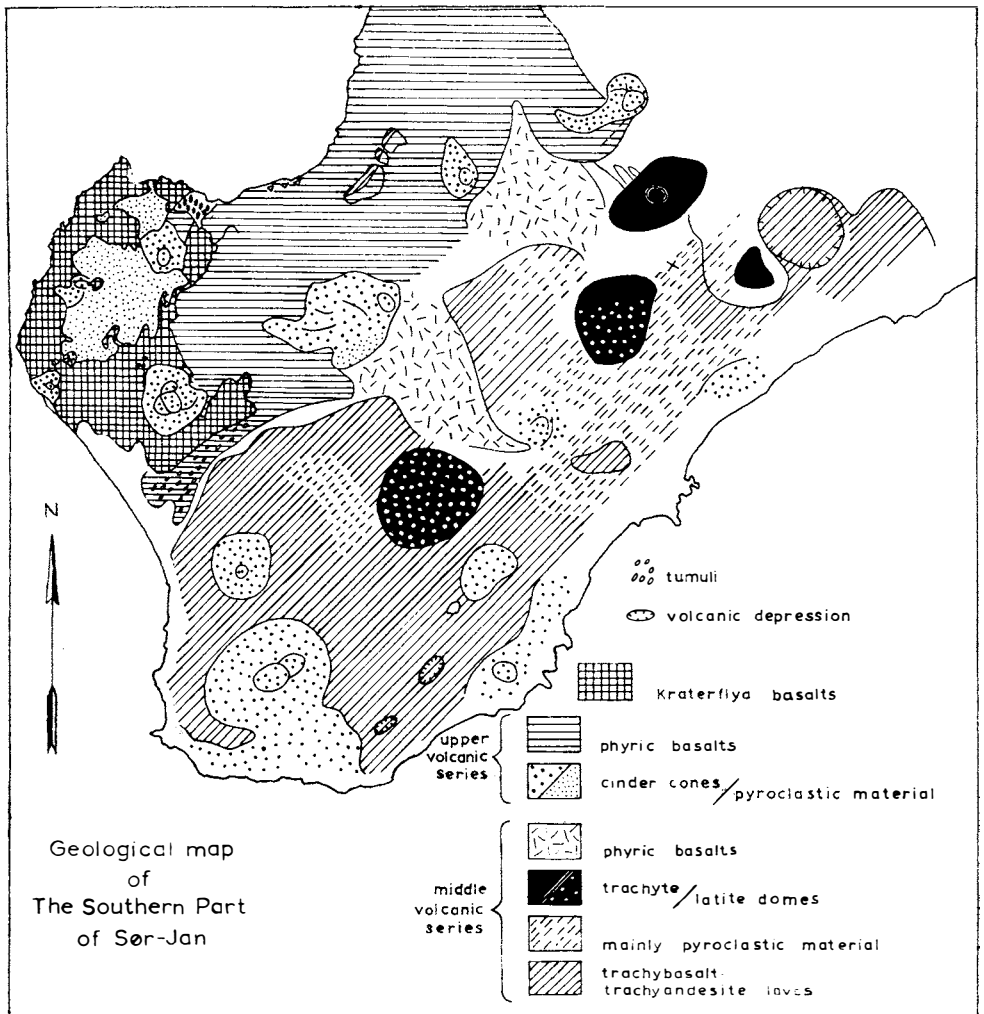 N
tumuli
volcanic depression
Kraterflya basalts
upper
volcanic
series
phyric basalts
cinder cones/pyroclastic material
middle
volcanic
series
phyric basalts
trachyte/latite domes
mainly pyroclastic material
trachybasalt-
trachyandesite lavas
Geological map
of
The Southern Part
of Sør-Jan